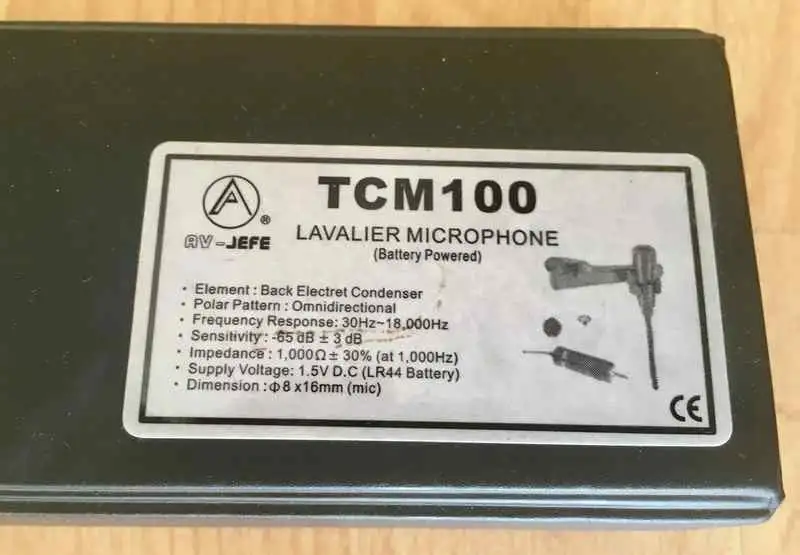 TCM100
®
AV-JEFE
LAVALIER MICROPHONE
(Battery Powered)
· Element : Back Electret Condenser
· Polar Pattern : Omnidirectional
· Frequency Response: 30Hz~18,000Hz
· Sensitivity: -65 dB ± 3 dB
· Impedance : 1,000Ω ± 30% (at 1,000Hz)
· Supply Voltage: 1.5V D.C (LR44 Battery)
· Dimension : Φ8 x16mm (mic)
CE